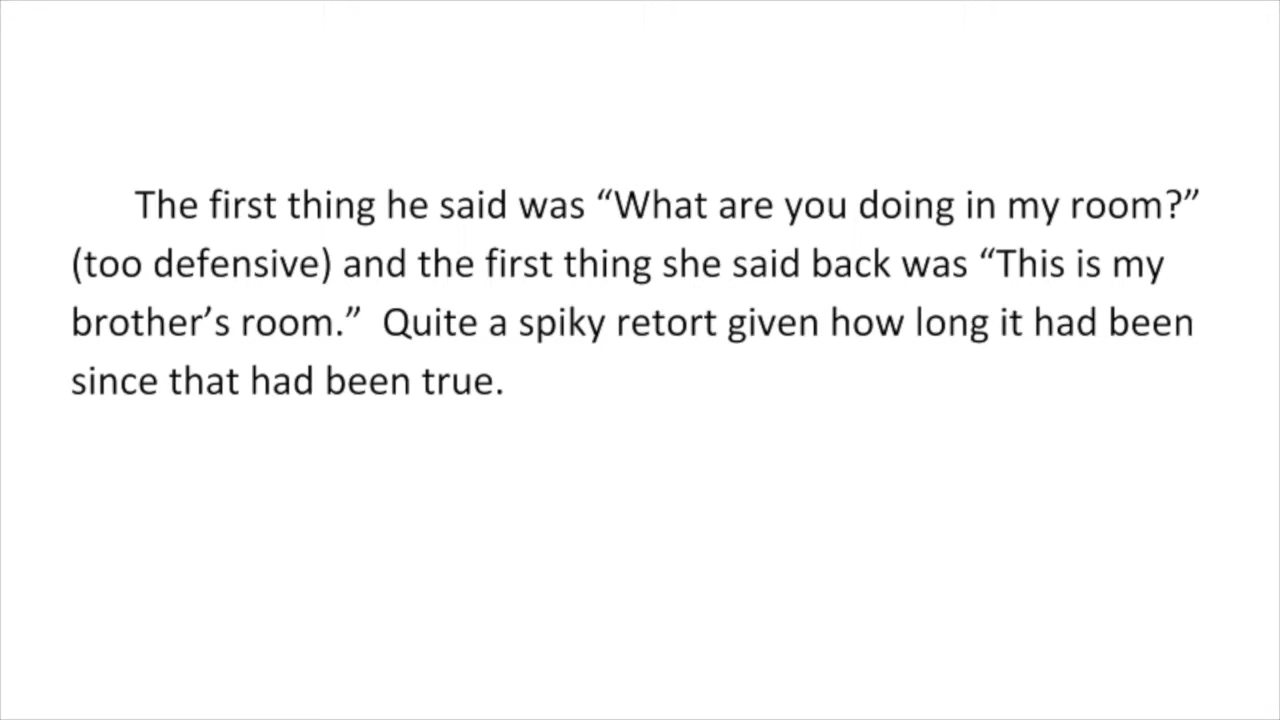 The first thing he said was “What are you doing in my room?”
(too defensive) and the first thing she said back was “This is my
brother’s room.”  Quite a spiky retort given how long it had been
since that had been true.